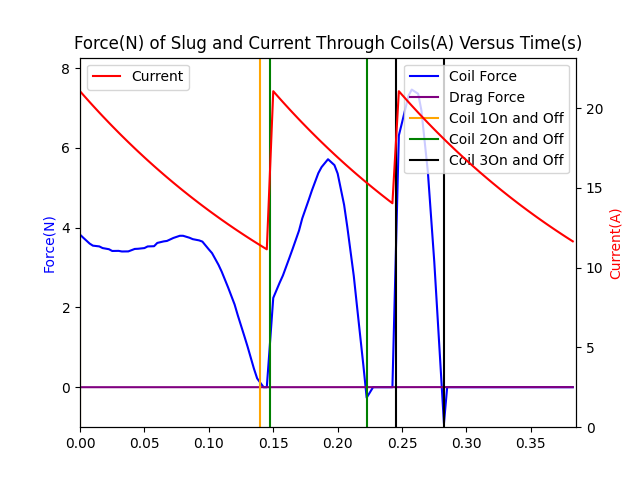 Force(N) of Slug and Current Through Coils(A) Versus Time(s)
Current
Coil Force
Drag Force
Coil 1On and Off
Coil 2On and Off
Coil 3On and Off
Force(N)
8
6
4
2
0
Current(A)
20
15
10
5
0
0.00 0.05 0.10 0.15 0.20 0.25 0.30 0.35